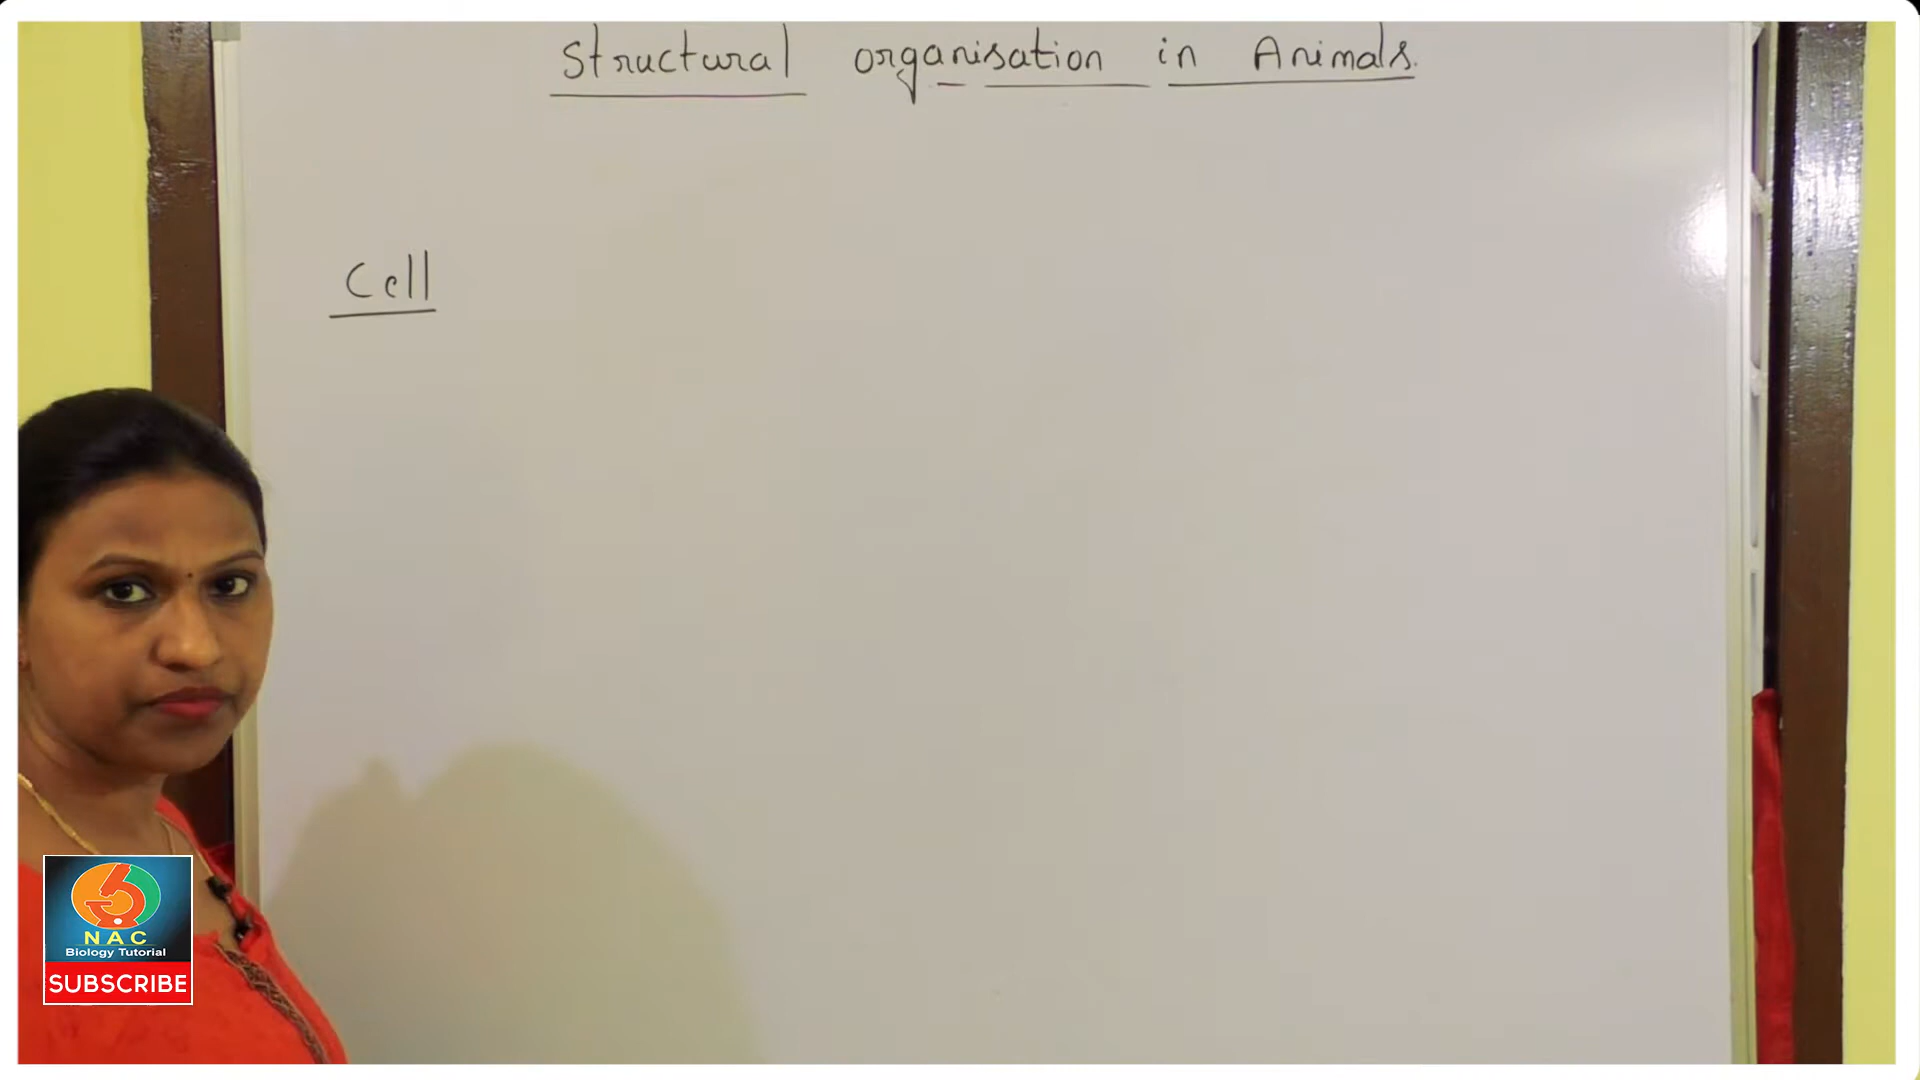 Structural organisation in Animals.
Cell
NAC
Biology Tutorial
SUBSCRIBE